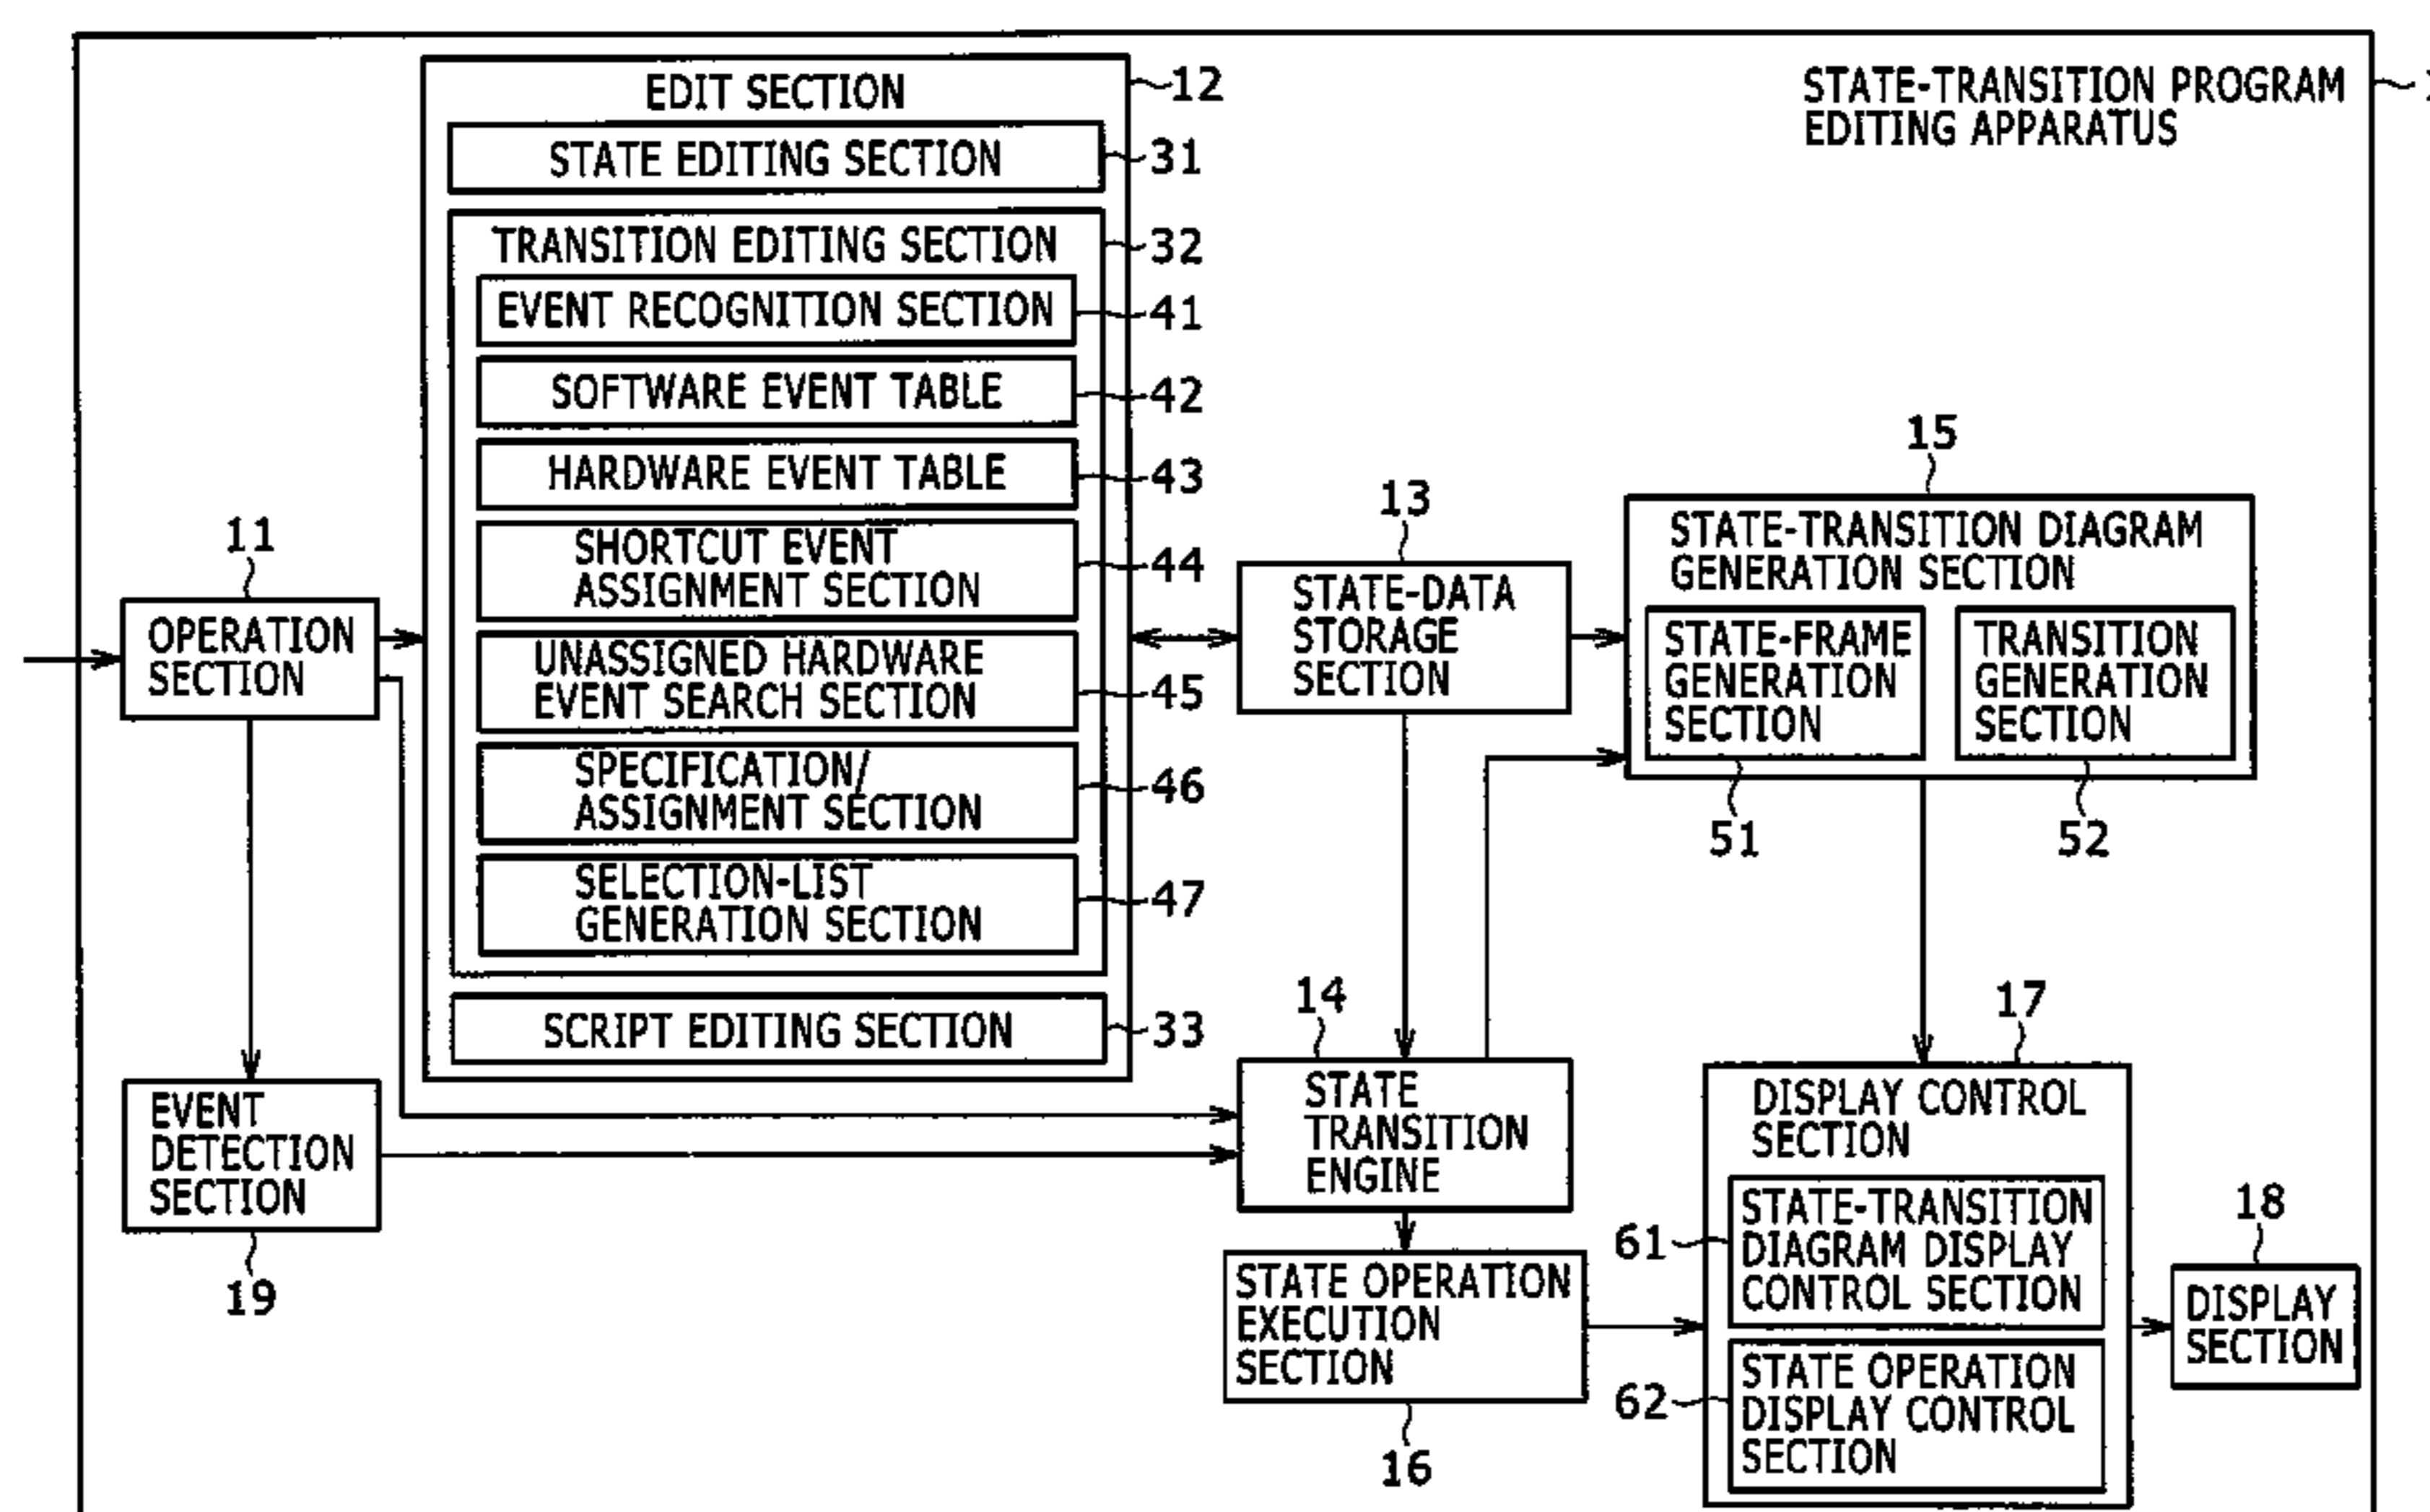 STATE-TRANSITION PROGRAM
EDITING APPARATUS
EDIT SECTION
12
STATE EDITING SECTION
31
TRANSITION EDITING SECTION
32
EVENT RECOGNITION SECTION
41
SOFTWARE EVENT TABLE
42
HARDWARE EVENT TABLE
43
SHORTCUT EVENT
ASSIGNMENT SECTION
44
UNASSIGNED HARDWARE
EVENT SEARCH SECTION
45
SPECIFICATION/
ASSIGNMENT SECTION
46
SELECTION-LIST
GENERATION SECTION
47
SCRIPT EDITING SECTION
33
11
OPERATION
SECTION
EVENT
DETECTION
SECTION
19
13
STATE-DATA
STORAGE
SECTION
14
STATE
TRANSITION
ENGINE
STATE OPERATION
EXECUTION
SECTION
16
15
STATE-TRANSITION DIAGRAM
GENERATION SECTION
STATE-FRAME
GENERATION
SECTION
51
TRANSITION
GENERATION
SECTION
52
17
DISPLAY CONTROL
SECTION
61
STATE-TRANSITION
DIAGRAM DISPLAY
CONTROL SECTION
62
STATE OPERATION
DISPLAY CONTROL
SECTION
18
DISPLAY
SECTION